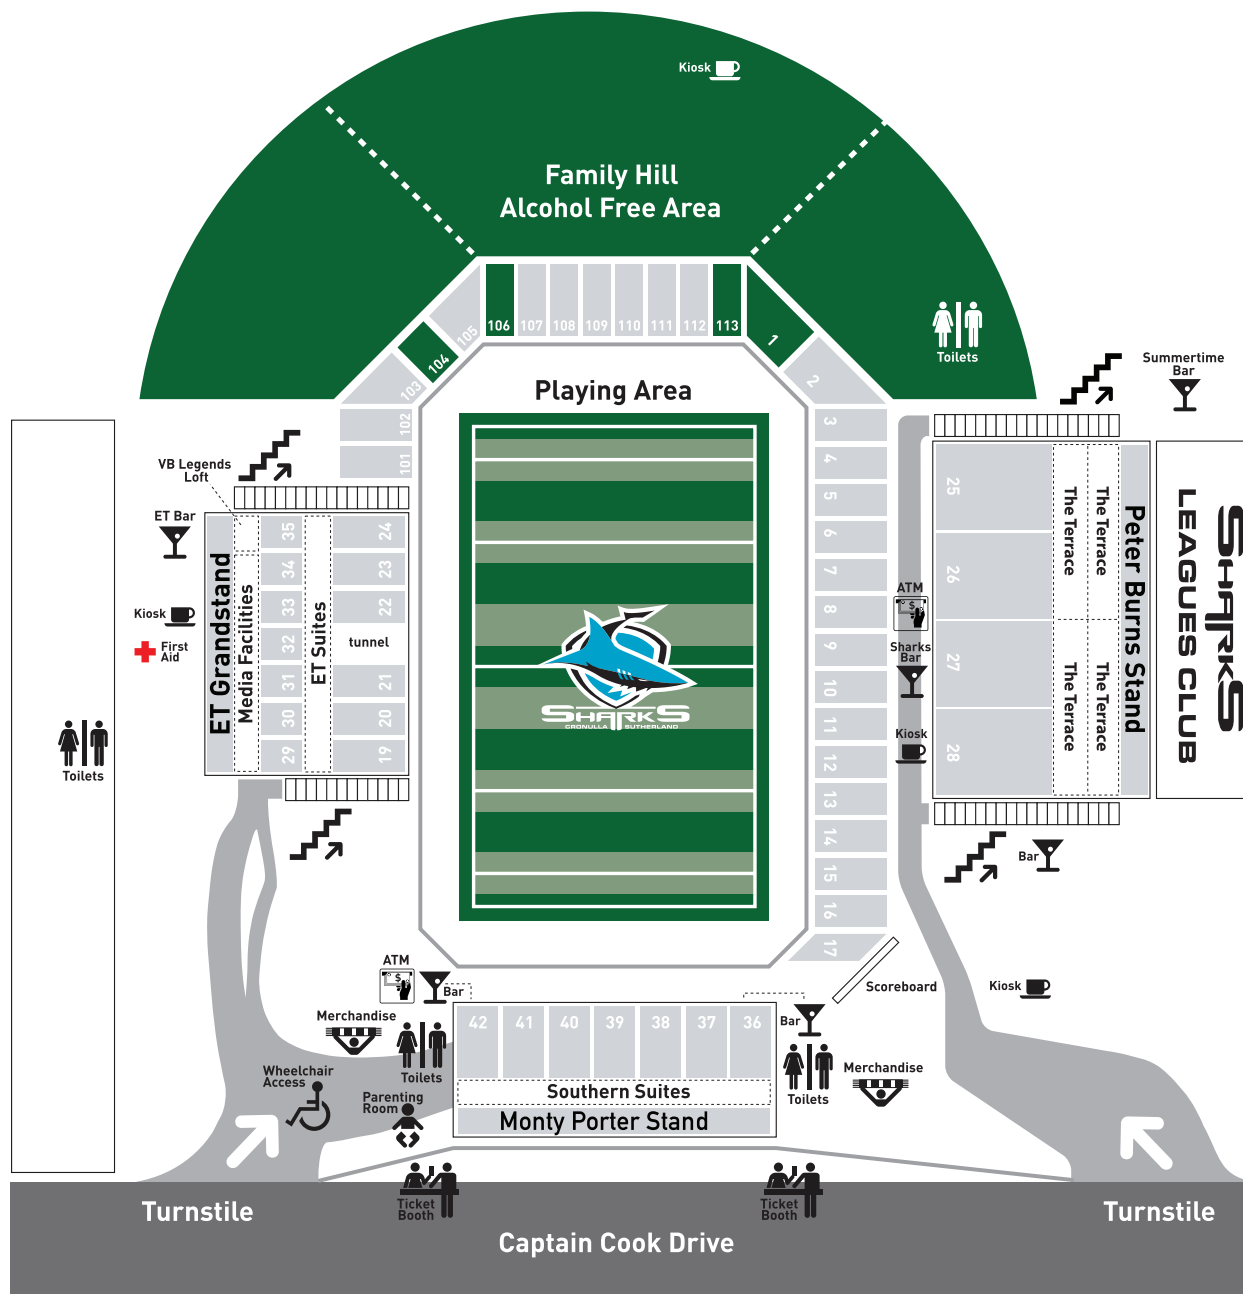 Kiosk
Family Hill
Alcohol Free Area
106
107
108
109
110
111
112
113
105
104
103
102
101
1
2
3
4
5
6
7
8
9
10
11
12
13
14
15
16
17
Toilets
Summertime
Bar
Playing Area
VB Legends
Loft
ET Bar
Kiosk
First
Aid
ET Grandstand
Media Facilities
ET Suites
35
34
33
32
31
30
29
24
23
22
tunnel
21
20
19
Toilets
SHARKS
CRONULLA SUTHERLAND
ATM
$
Sharks
Bar
Kiosk
25
26
27
28
The Terrace
The Terrace
The Terrace
The Terrace
Peter Burns Stand
SHARKS
LEAGUES CLUB
Bar
Scoreboard
Kiosk
ATM
$
Bar
Merchandise
Toilets
Wheelchair
Access
Parenting
Room
42
41
40
39
38
37
36
Southern Suites
Monty Porter Stand
Bar
Toilets
Merchandise
Ticket
Booth
Ticket
Booth
Turnstile
Turnstile
Captain Cook Drive